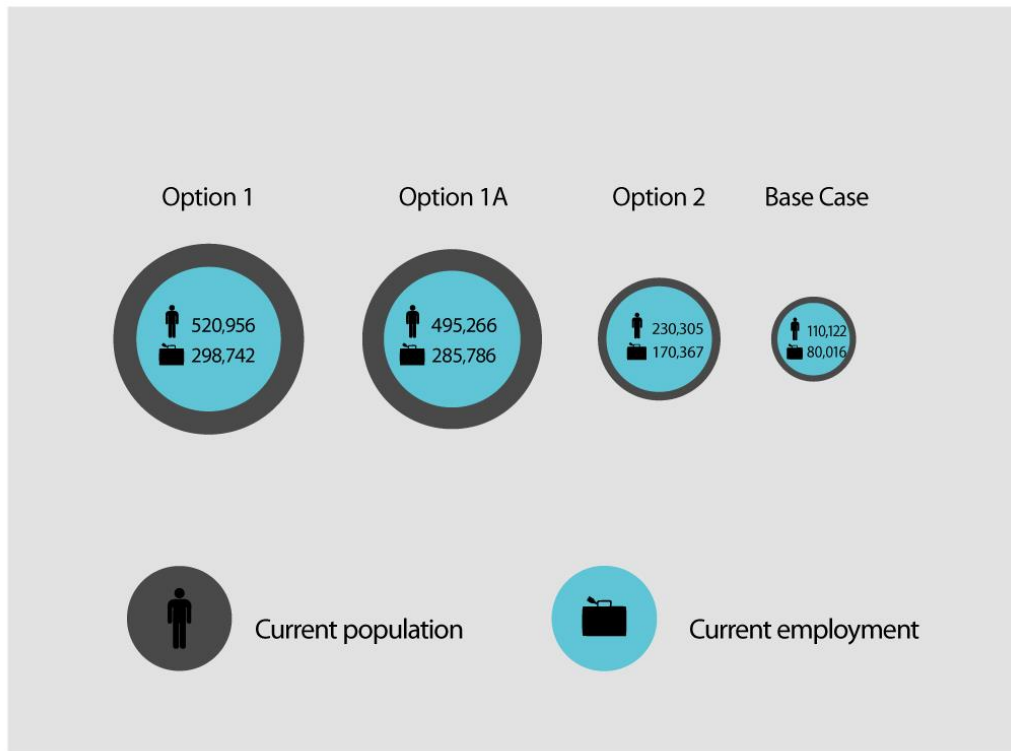 Option 1
Option 1A
Option 2
Base Case
520,956
298,742
495,266
285,786
230,305
170,367
110,122
80,016
Current population
Current employment